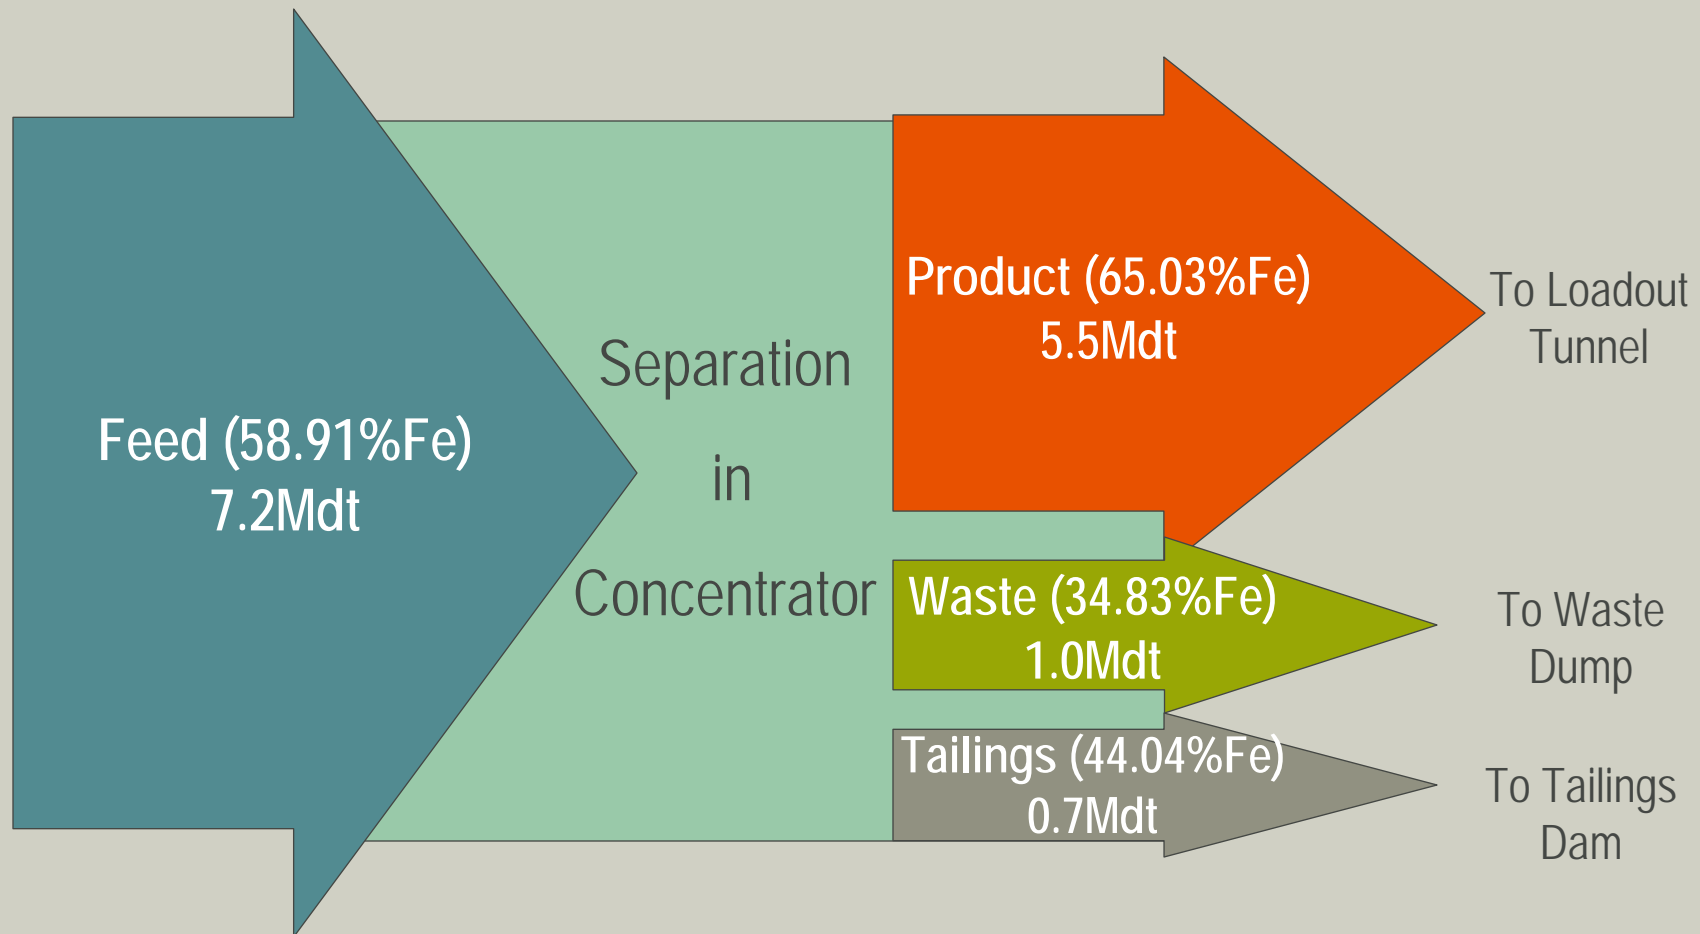 Feed (58.91%Fe)
7.2Mdt
Separation
in
Concentrator
Product (65.03%Fe)
5.5Mdt
To Loadout
Tunnel
Waste (34.83%Fe)
1.0Mdt
To Waste
Dump
Tailings (44.04%Fe)
0.7Mdt
To Tailings
Dam